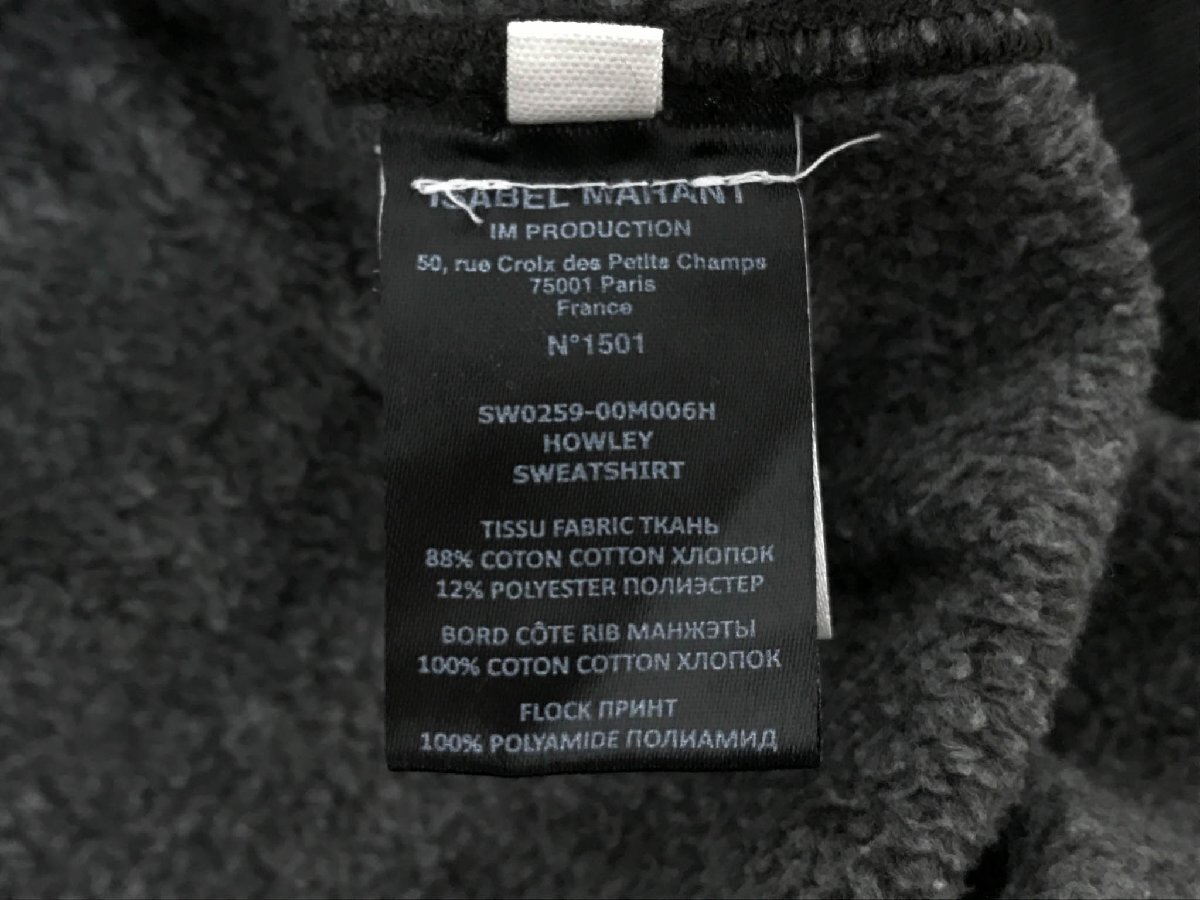 ISABEL MARANT
IM PRODUCTION
50, rue Croix des Petits Champs
75001 Paris
France
N°1501
SW0259-00M006H
HOWLEY
SWEATSHIRT
TISSU FABRIC ТКАНЬ
88% COTON COTTON ХЛОПОК
12% POLYESTER ПОЛИЭСТЕР
BORD CÔTE RIB МАНЖЭТЫ
100% COTON COTTON ХЛОПОК
FLOCK ПРИНТ
100% POLYAMIDE ПОЛИАМИД